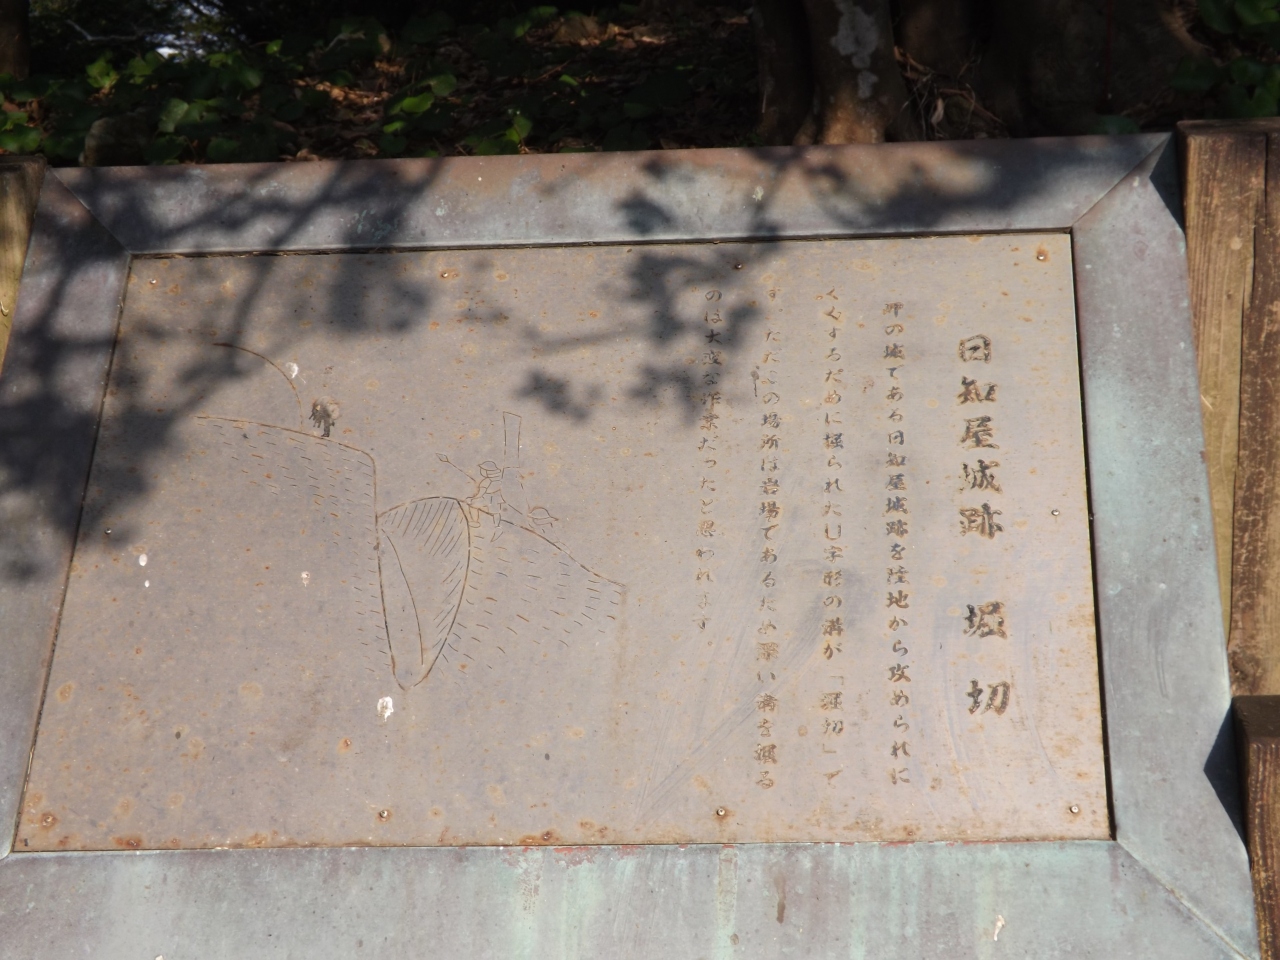 日知屋城跡 堀切
岬の城である日知屋城跡を陸地から攻められに
くくするために掘られたU字形の溝が「堀切」で
す。ただこの場所は岩場であるため深い溝を掘る
のは大変な作業だったと思われます